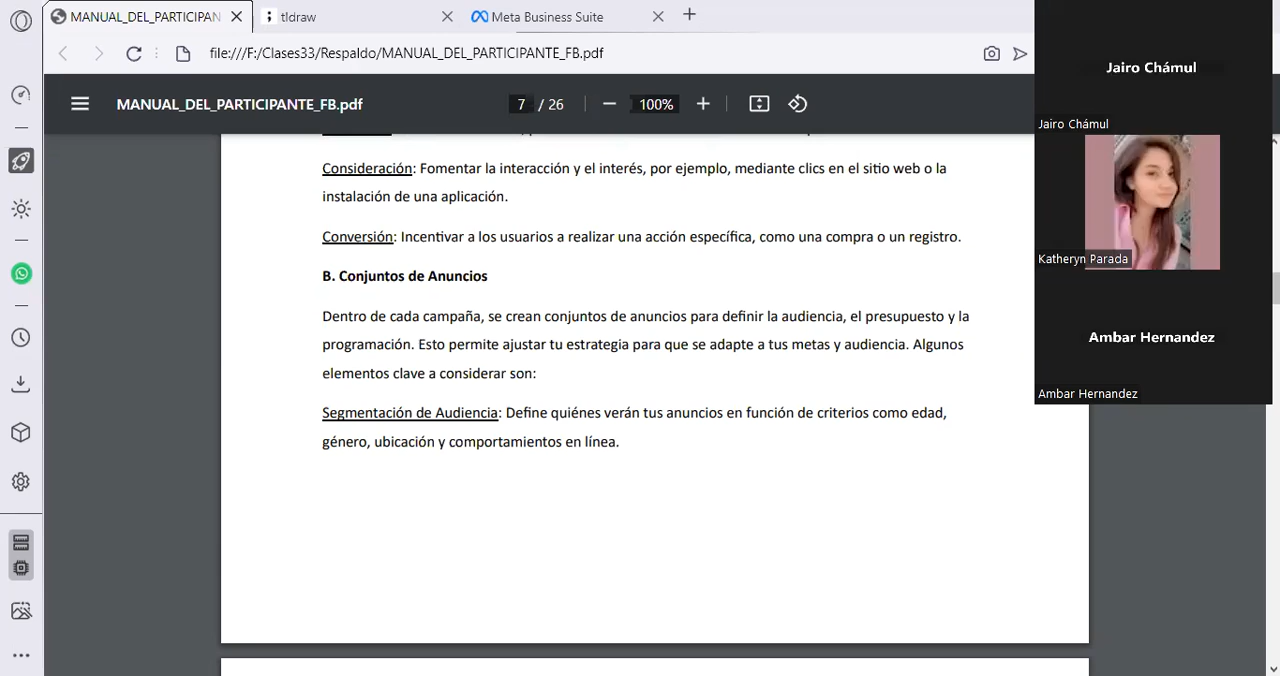 MANUAL_DEL_PARTICIPAN
tldraw
Meta Business Suite
file:///F:/Clases33/Respaldo/MANUAL_DEL_PARTICIPANTE_FB.pdf
MANUAL_DEL_PARTICIPANTE_FB.pdf
7 / 26
100%
Consideración: Fomentar la interacción y el interés, por ejemplo, mediante clics en el sitio web o la
instalación de una aplicación.
Conversión: Incentivar a los usuarios a realizar una acción específica, como una compra o un registro.
B. Conjuntos de Anuncios
Dentro de cada campaña, se crean conjuntos de anuncios para definir la audiencia, el presupuesto y la
programación. Esto permite ajustar tu estrategia para que se adapte a tus metas y audiencia. Algunos
elementos clave a considerar son:
Segmentación de Audiencia: Define quiénes verán tus anuncios en función de criterios como edad,
género, ubicación y comportamientos en línea.
Jairo Chámul
Jairo Chámul
Katheryn Parada
Ambar Hernandez
Ambar Hernandez